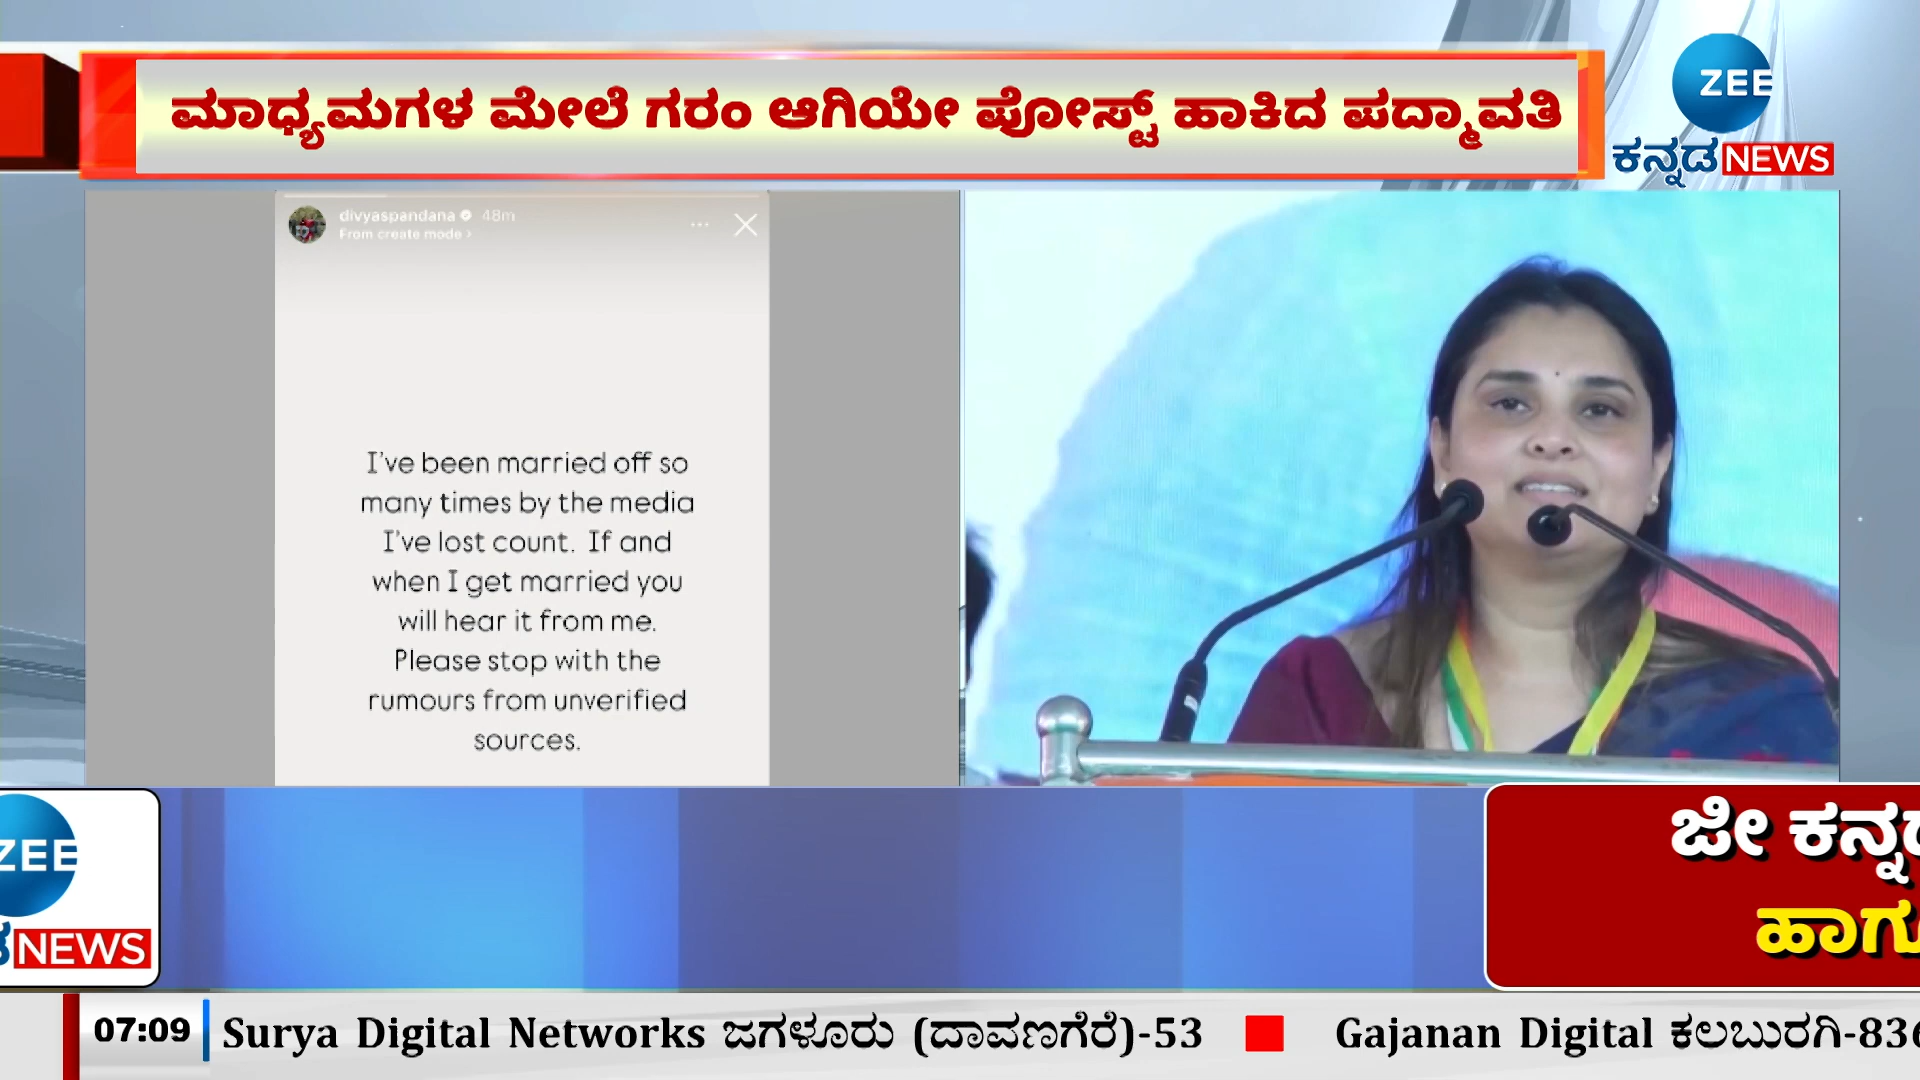 ಮಾಧ್ಯಮಗಳ ಮೇಲೆ ಗರಂ ಆಗಿಯೇ ಪೋಸ್ಟ್ ಹಾಕಿದ ಪದ್ಮಾವತಿ
ZEE
ಕನ್ನಡ NEWS
divyaspandana 48m
From create mode >
I've been married off so
many times by the media
I've lost count. If and
when I get married you
will hear it from me.
Please stop with the
rumours from unverified
sources.
ZEE
NEWS
ಜೀ
07:09 Surya Digital Networks ಜಗಳೂರು (ದಾವಣಗೆರೆ)-53 Gajanan Digital ಕಲಬುರಗಿ-836